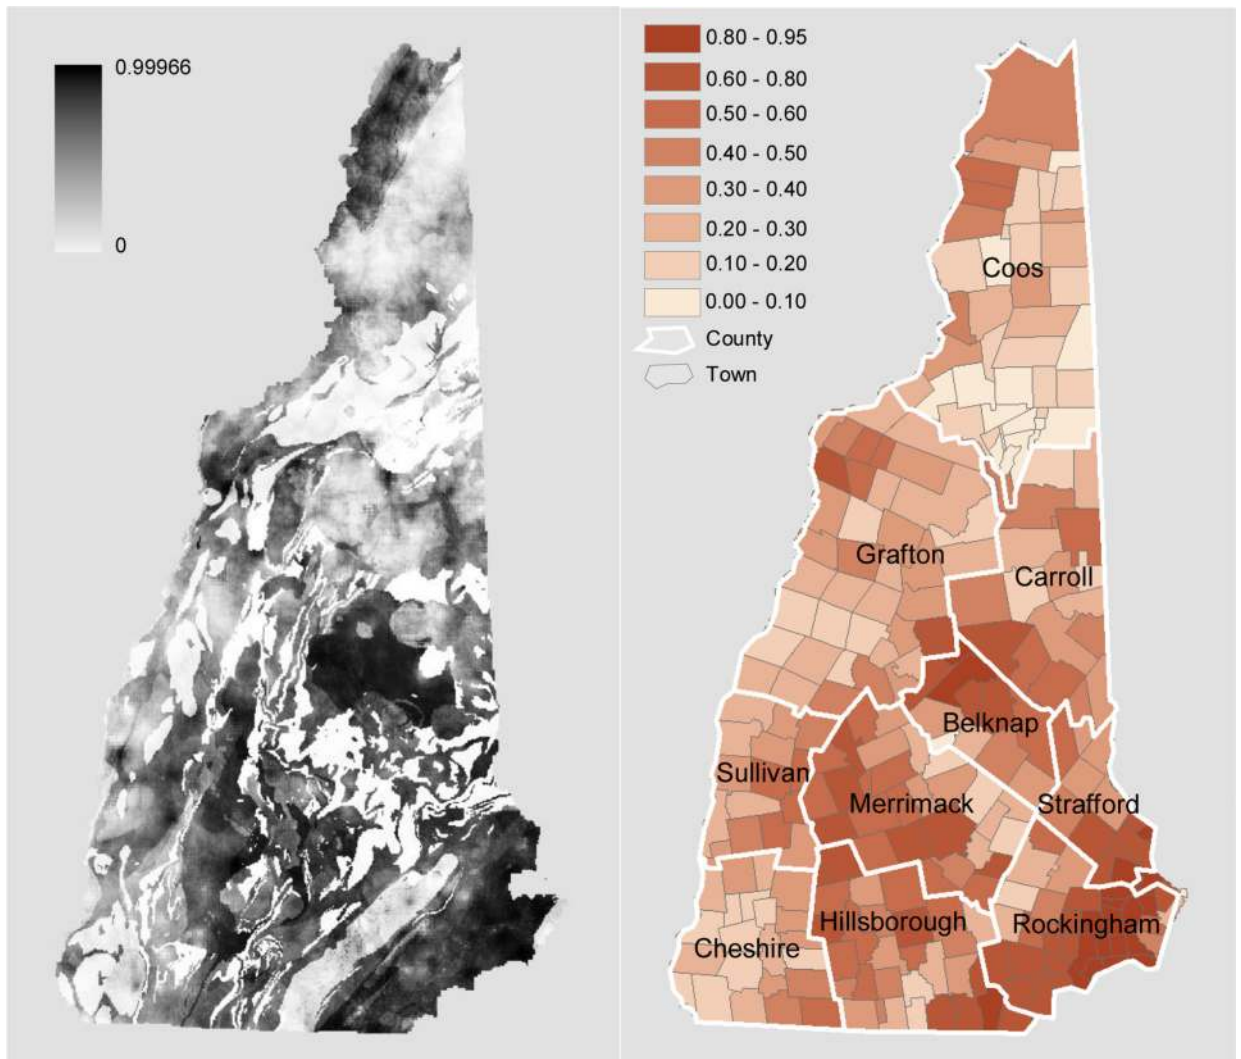 0.99966
0
0.80 - 0.95
0.60 - 0.80
0.50 - 0.60
0.40 - 0.50
0.30 - 0.40
0.20 - 0.30
0.10 - 0.20
0.00 - 0.10
County
Town
Coos
Grafton
Carroll
Belknap
Sullivan
Merrimack
Strafford
Hillsborough
Rockingham
Cheshire